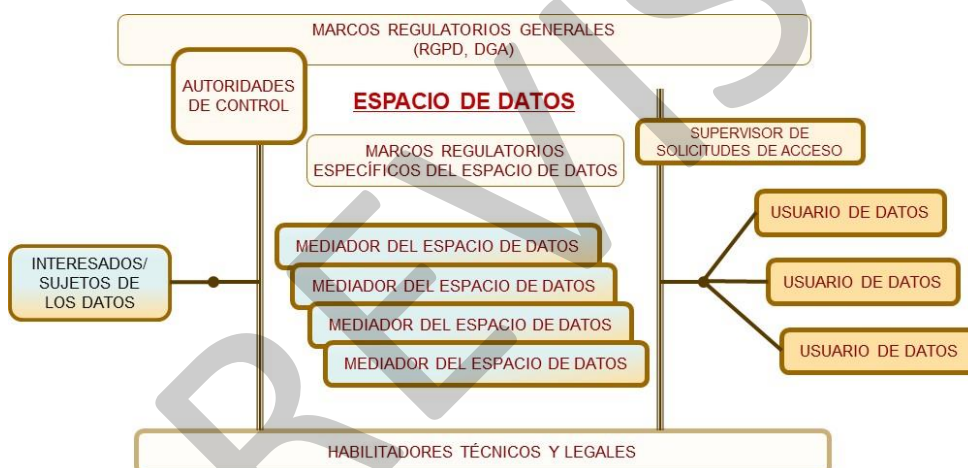 MARCOS REGULATORIOS GENERALES
(RGPD, DGA)
AUTORIDADES
DE CONTROL
ESPACIO DE DATOS
SUPERVISOR DE
SOLICITUDES DE ACCESO
MARCOS REGULATORIOS
ESPECÍFICOS DEL ESPACIO DE DATOS
USUARIO DE DATOS
MEDIADOR DEL ESPACIO DE DATOS
INTERESADOS/
SUJETOS DE
LOS DATOS
MEDIADOR DEL ESPACIO DE DATOS
USUARIO DE DATOS
MEDIADOR DEL ESPACIO DE DATOS
MEDIADOR DEL ESPACIO DE DATOS
USUARIO DE DATOS
HABILITADORES TÉCNICOS Y LEGALES
REVIS